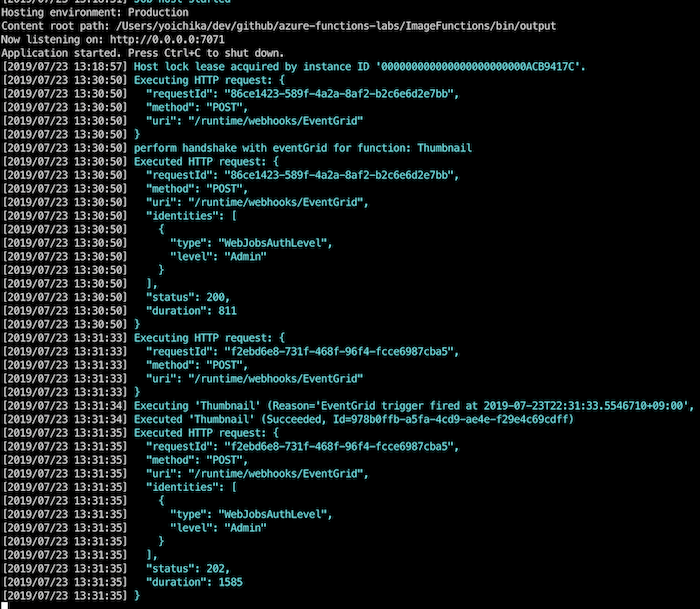 Job host started
Hosting environment: Production
Content root path: /Users/yoichika/dev/github/azure-functions-labs/ImageFunctions/bin/output
Now listening on: http://0.0.0.0:7071
Application started. Press Ctrl+C to shut down.
[2019/07/23 13:18:57] Host lock lease acquired by instance ID '000000000000000000000000ACB9417C'.
[2019/07/23 13:30:50] Executing HTTP request: {
[2019/07/23 13:30:50]   "requestId": "86ce1423-589f-4a2a-8af2-b2c6e6d2e7bb",
[2019/07/23 13:30:50]   "method": "POST",
[2019/07/23 13:30:50]   "uri": "/runtime/webhooks/EventGrid"
[2019/07/23 13:30:50] }
[2019/07/23 13:30:50] perform handshake with eventGrid for function: Thumbnail
[2019/07/23 13:30:50] Executed HTTP request: {
[2019/07/23 13:30:50]   "requestId": "86ce1423-589f-4a2a-8af2-b2c6e6d2e7bb",
[2019/07/23 13:30:50]   "method": "POST",
[2019/07/23 13:30:50]   "uri": "/runtime/webhooks/EventGrid",
[2019/07/23 13:30:50]   "identities": [
[2019/07/23 13:30:50]     {
[2019/07/23 13:30:50]       "type": "WebJobsAuthLevel",
[2019/07/23 13:30:50]       "level": "Admin"
[2019/07/23 13:30:50]     }
[2019/07/23 13:30:50]   ],
[2019/07/23 13:30:50]   "status": 200,
[2019/07/23 13:30:50]   "duration": 811
[2019/07/23 13:30:50] }
[2019/07/23 13:31:33] Executing HTTP request: {
[2019/07/23 13:31:33]   "requestId": "f2ebd6e8-731f-468f-96f4-fcce6987cba5",
[2019/07/23 13:31:33]   "method": "POST",
[2019/07/23 13:31:33]   "uri": "/runtime/webhooks/EventGrid"
[2019/07/23 13:31:33] }
[2019/07/23 13:31:34] Executing 'Thumbnail' (Reason='EventGrid trigger fired at 2019-07-23T22:31:33.5546710+09:00',
[2019/07/23 13:31:34] Executed 'Thumbnail' (Succeeded, Id=978b0ffb-a5fa-4cd9-ae4e-f29e4c69cdff)
[2019/07/23 13:31:35] Executed HTTP request: {
[2019/07/23 13:31:35]   "requestId": "f2ebd6e8-731f-468f-96f4-fcce6987cba5",
[2019/07/23 13:31:35]   "method": "POST",
[2019/07/23 13:31:35]   "uri": "/runtime/webhooks/EventGrid",
[2019/07/23 13:31:35]   "identities": [
[2019/07/23 13:31:35]     {
[2019/07/23 13:31:35]       "type": "WebJobsAuthLevel",
[2019/07/23 13:31:35]       "level": "Admin"
[2019/07/23 13:31:35]     }
[2019/07/23 13:31:35]   ],
[2019/07/23 13:31:35]   "status": 202,
[2019/07/23 13:31:35]   "duration": 1585
[2019/07/23 13:31:35] }